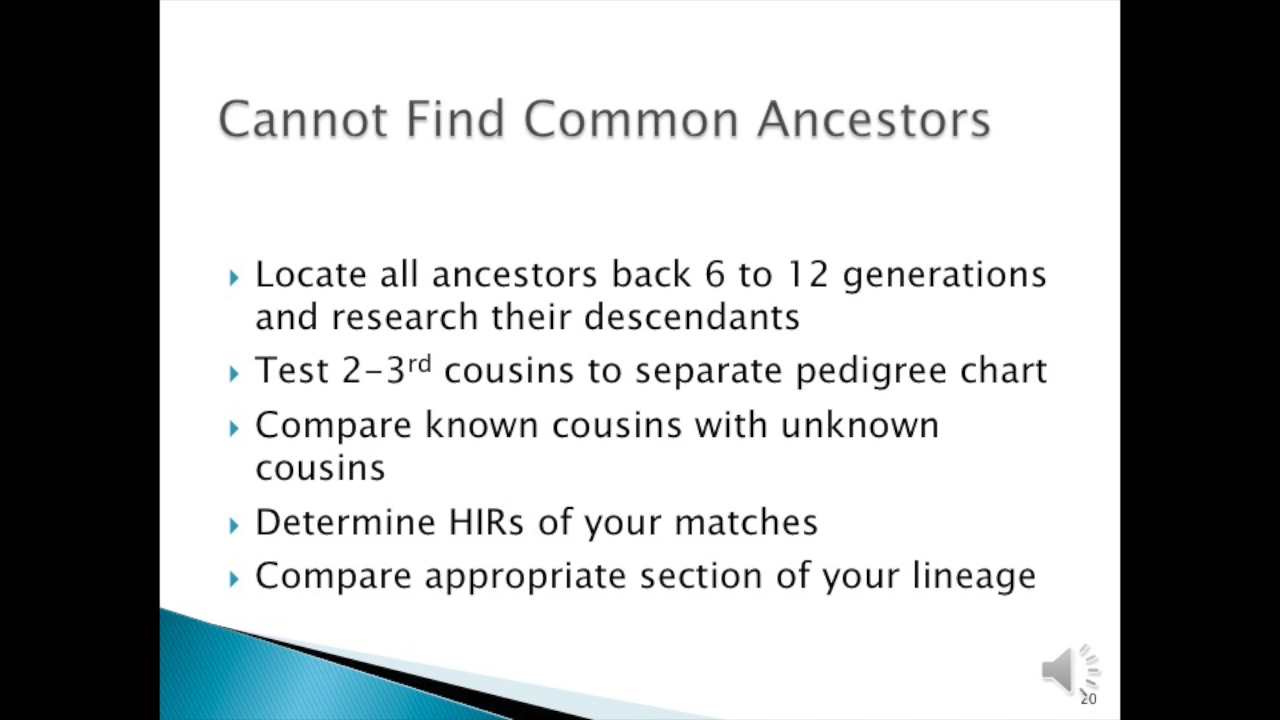 Cannot Find Common Ancestors
Locate all ancestors back 6 to 12 generations
and research their descendants
Test 2-3rd cousins to separate pedigree chart
Compare known cousins with unknown
cousins
Determine HIRs of your matches
Compare appropriate section of your lineage
20